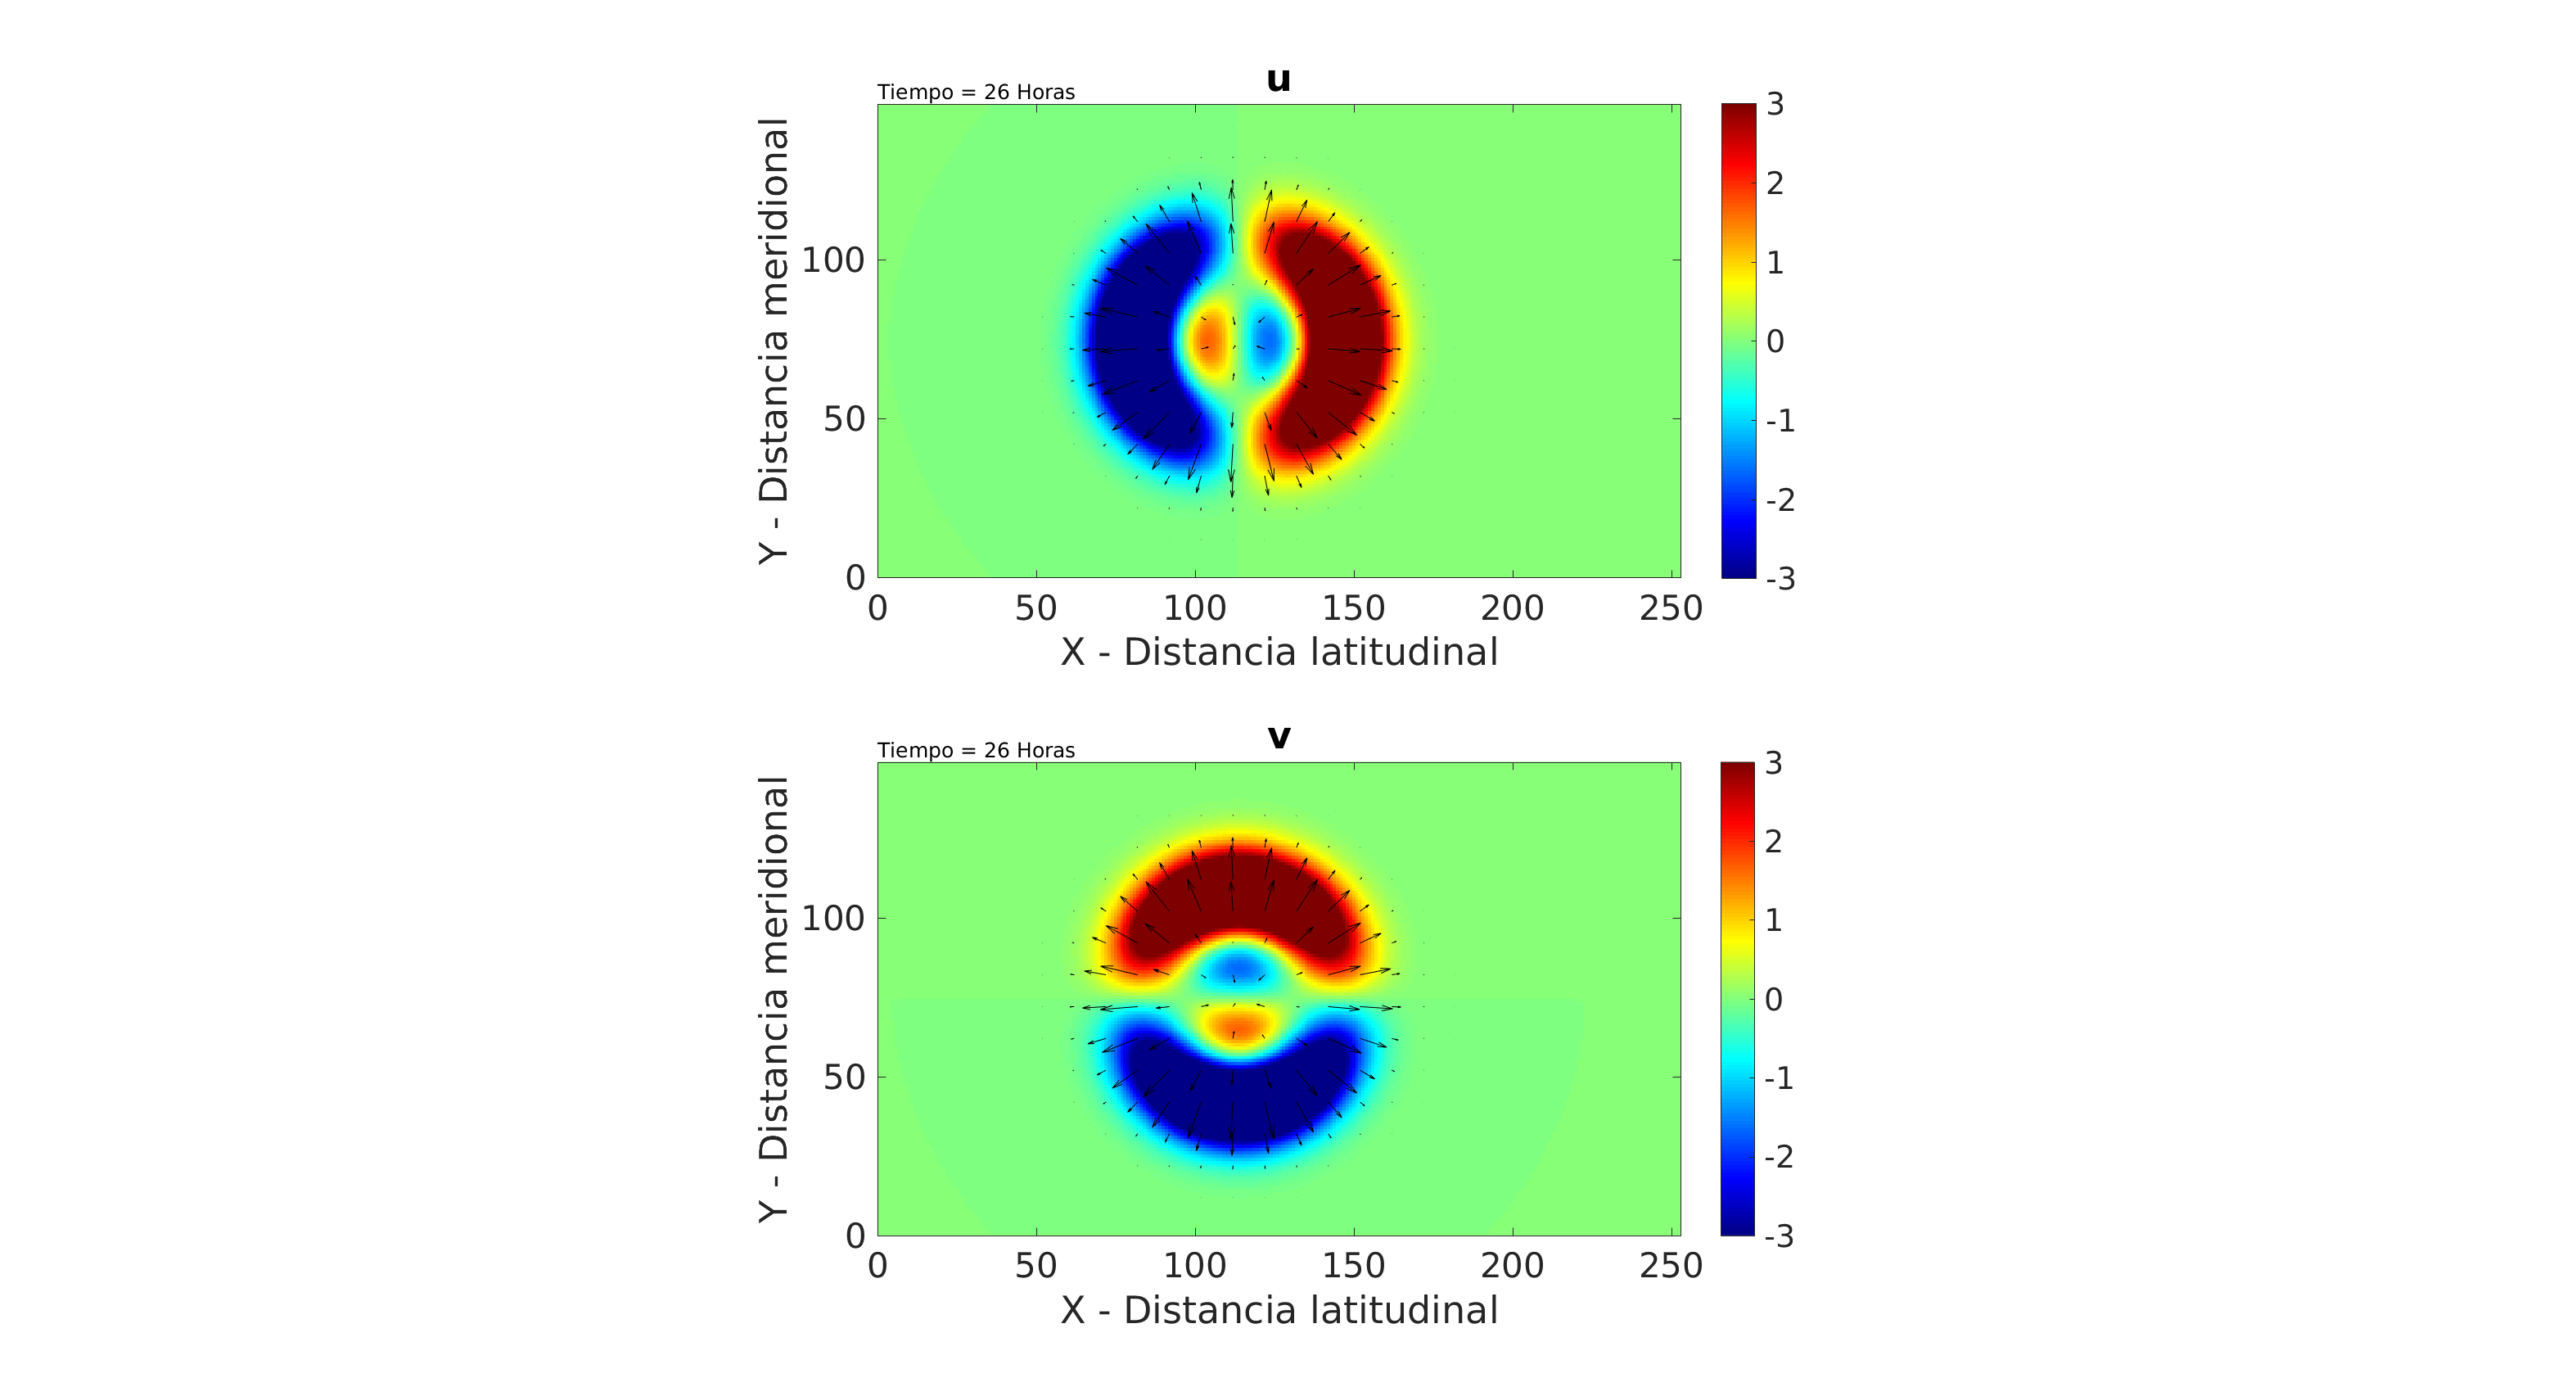 Tiempo = 26 Horas
u
Y - Distancia meridional
100
50
0
0 50 100 150 200 250
X - Distancia latitudinal
3
2
1
0
-1
-2
-3
Tiempo = 26 Horas
v
Y - Distancia meridional
100
50
0
0 50 100 150 200 250
X - Distancia latitudinal
3
2
1
0
-1
-2
-3